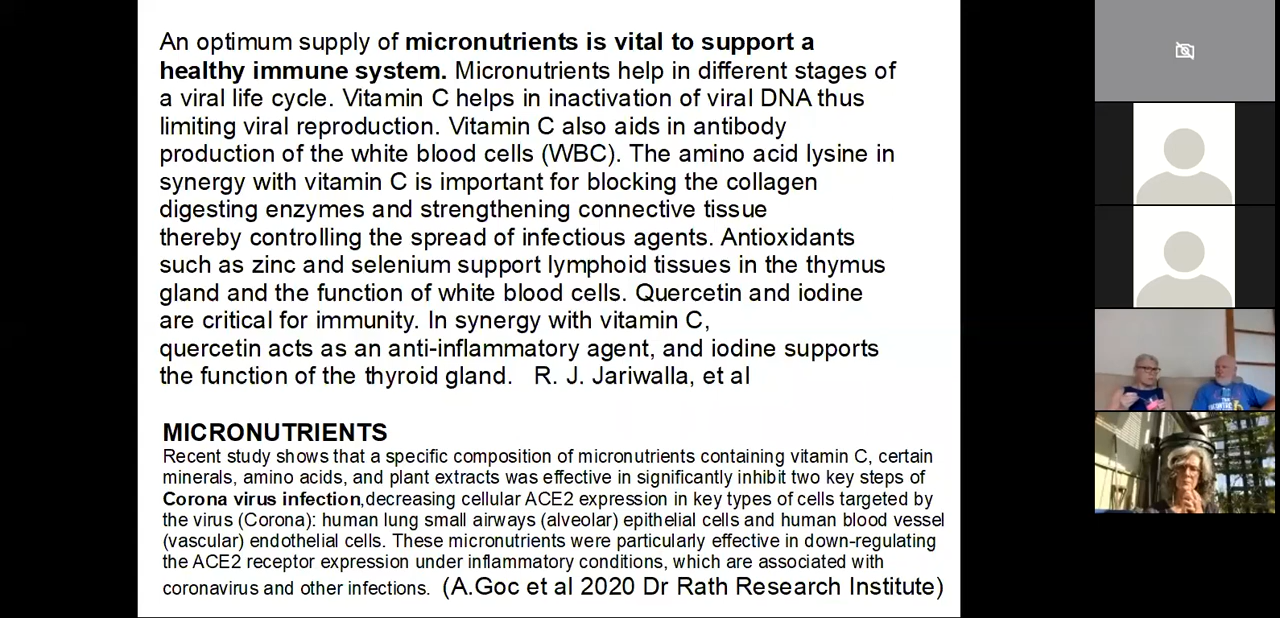 An optimum supply of micronutrients is vital to support a
healthy immune system. Micronutrients help in different stages of
a viral life cycle. Vitamin C helps in inactivation of viral DNA thus
limiting viral reproduction. Vitamin C also aids in antibody
production of the white blood cells (WBC). The amino acid lysine in
synergy with vitamin C is important for blocking the collagen
digesting enzymes and strengthening connective tissue
thereby controlling the spread of infectious agents. Antioxidants
such as zinc and selenium support lymphoid tissues in the thymus
gland and the function of white blood cells. Quercetin and iodine
are critical for immunity. In synergy with vitamin C,
quercetin acts as an anti-inflammatory agent, and iodine supports
the function of the thyroid gland. R. J. Jariwalla, et al
MICRONUTRIENTS
Recent study shows that a specific composition of micronutrients containing vitamin C, certain
minerals, amino acids, and plant extracts was effective in significantly inhibit two key steps of
Corona virus infection,decreasing cellular ACE2 expression in key types of cells targeted by
the virus (Corona): human lung small airways (alveolar) epithelial cells and human blood vessel
(vascular) endothelial cells. These micronutrients were particularly effective in down-regulating
the ACE2 receptor expression under inflammatory conditions, which are associated with
coronavirus and other infections. (A.Goc et al 2020 Dr Rath Research Institute)